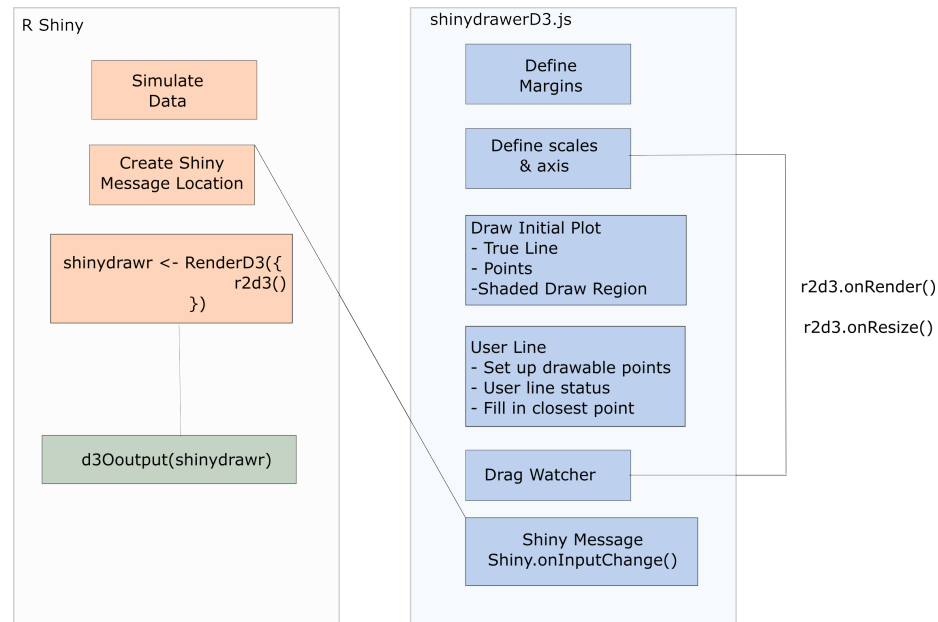 R Shiny
Simulate
Data
Create Shiny
Message Location
shinydrawr <- RenderD3({
r2d3()
})
d3Ooutput(shinydrawr)
shinydrawerD3.js
Define
Margins
Define scales
& axis
Draw Initial Plot
- True Line
- Points
-Shaded Draw Region
User Line
- Set up drawable points
- User line status
- Fill in closest point
Drag Watcher
Shiny Message
Shiny.onInputChange()
r2d3.onRender()
r2d3.onResize()